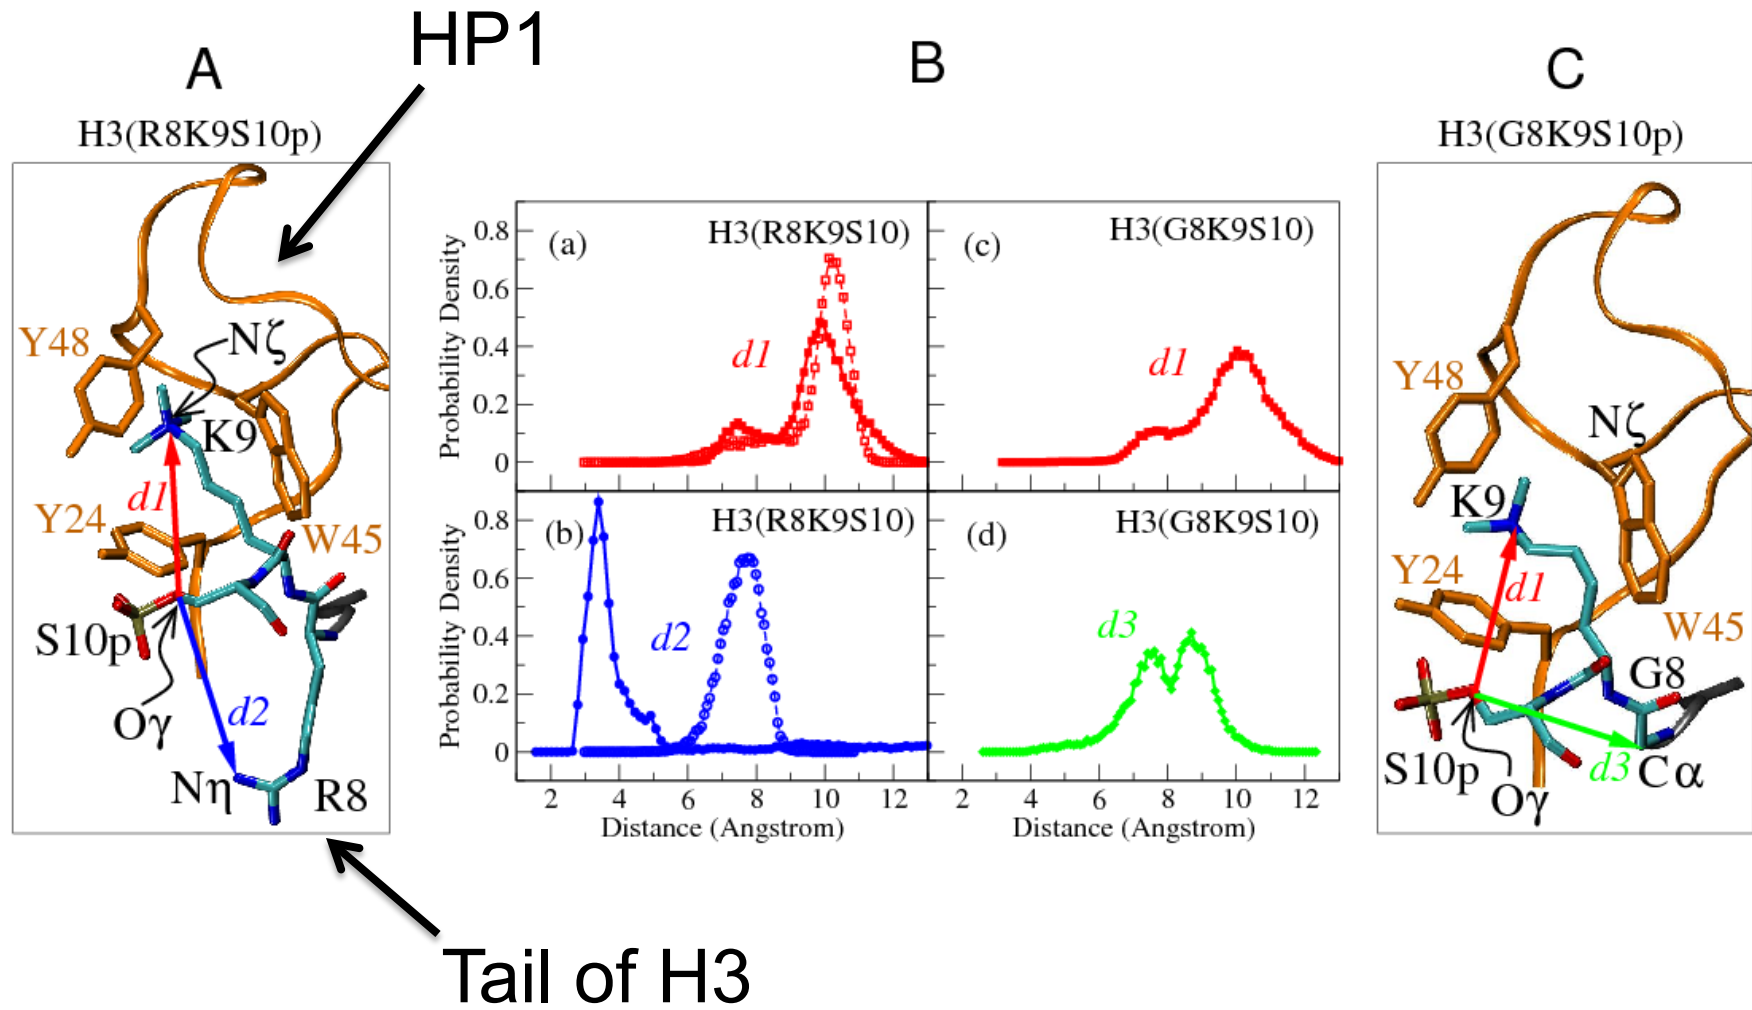 HP1
A
B
C
H3(R8K9S10p)
H3(G8K9S10p)
Y48
Nζ
K9
d1
Y24
W45
S10p
Oγ
d2
Nη
R8
Tail of H3
Probability Density
0.8
0.6
0.4
0.2
0
(a)
H3(R8K9S10)
d1
(c)
H3(G8K9S10)
d1
Probability Density
0.8
0.6
0.4
0.2
0
(b)
H3(R8K9S10)
d2
(d)
H3(G8K9S10)
d3
2 4 6 8 10 12
2 4 6 8 10 12
Distance (Angstrom)
Distance (Angstrom)
Y48
Nζ
K9
Y24
d1
W45
G8
S10p
d3
Cα
Oγ